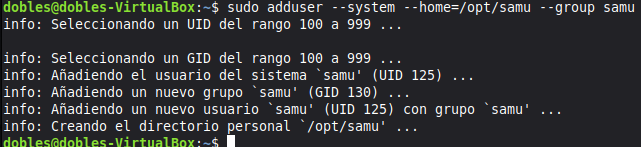 dobles@dobles-VirtualBox:~$ sudo adduser --system --home=/opt/samu --group samu
info: Seleccionando un UID del rango 100 a 999 ...

info: Seleccionando un GID del rango 100 a 999 ...
info: Añadiendo el usuario del sistema `samu' (UID 125) ...
info: Añadiendo un nuevo grupo `samu' (GID 130) ...
info: Añadiendo un nuevo usuario `samu' (UID 125) con grupo `samu' ...
info: Creando el directorio personal `/opt/samu' ...
dobles@dobles-VirtualBox:~$